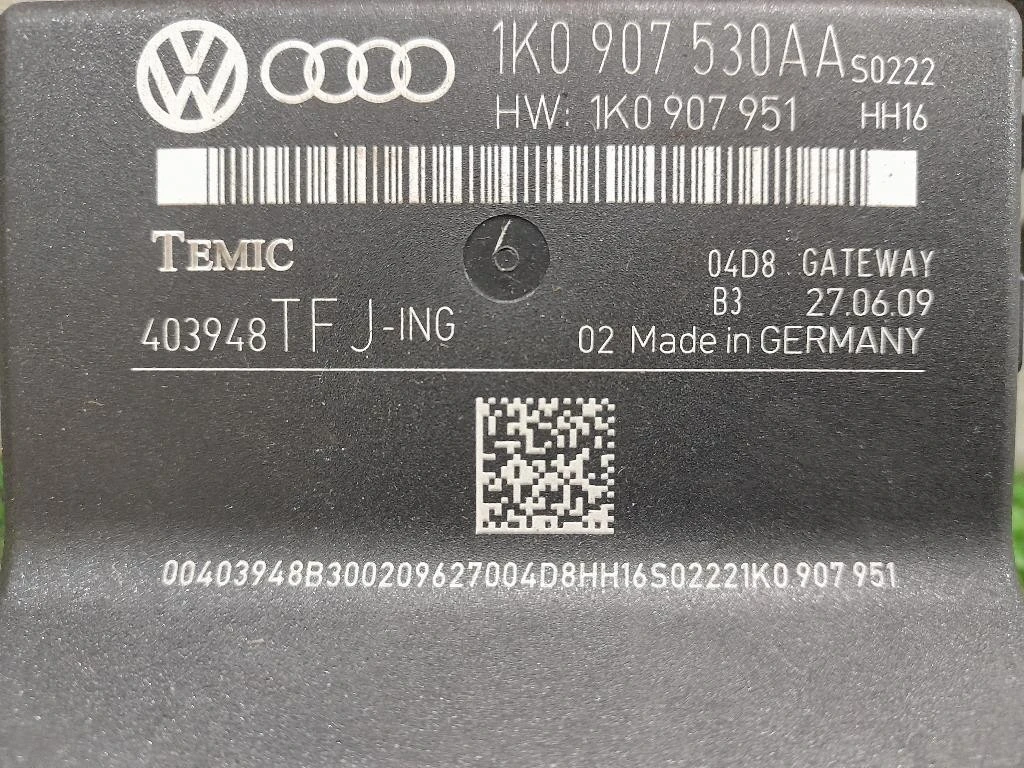 1K0 907 530AA S0222
HW: 1K0 907 951 HH16
TEMIC
6
04D8 GATEWAY
B3 27.06.09
403948TFJ-ING
02 Made in GERMANY
00403948B300209627004D8HH16S02221K0 907 951